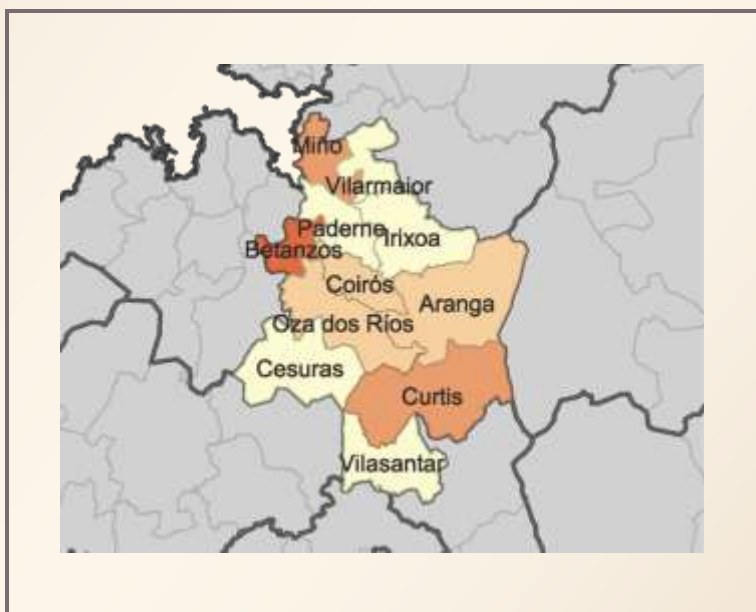 Miño
Vilarmaior
Paderne
Irixoa
Betanzos
Coirós
Aranga
Oza dos Ríos
Cesuras
Curtis
Vilasantar